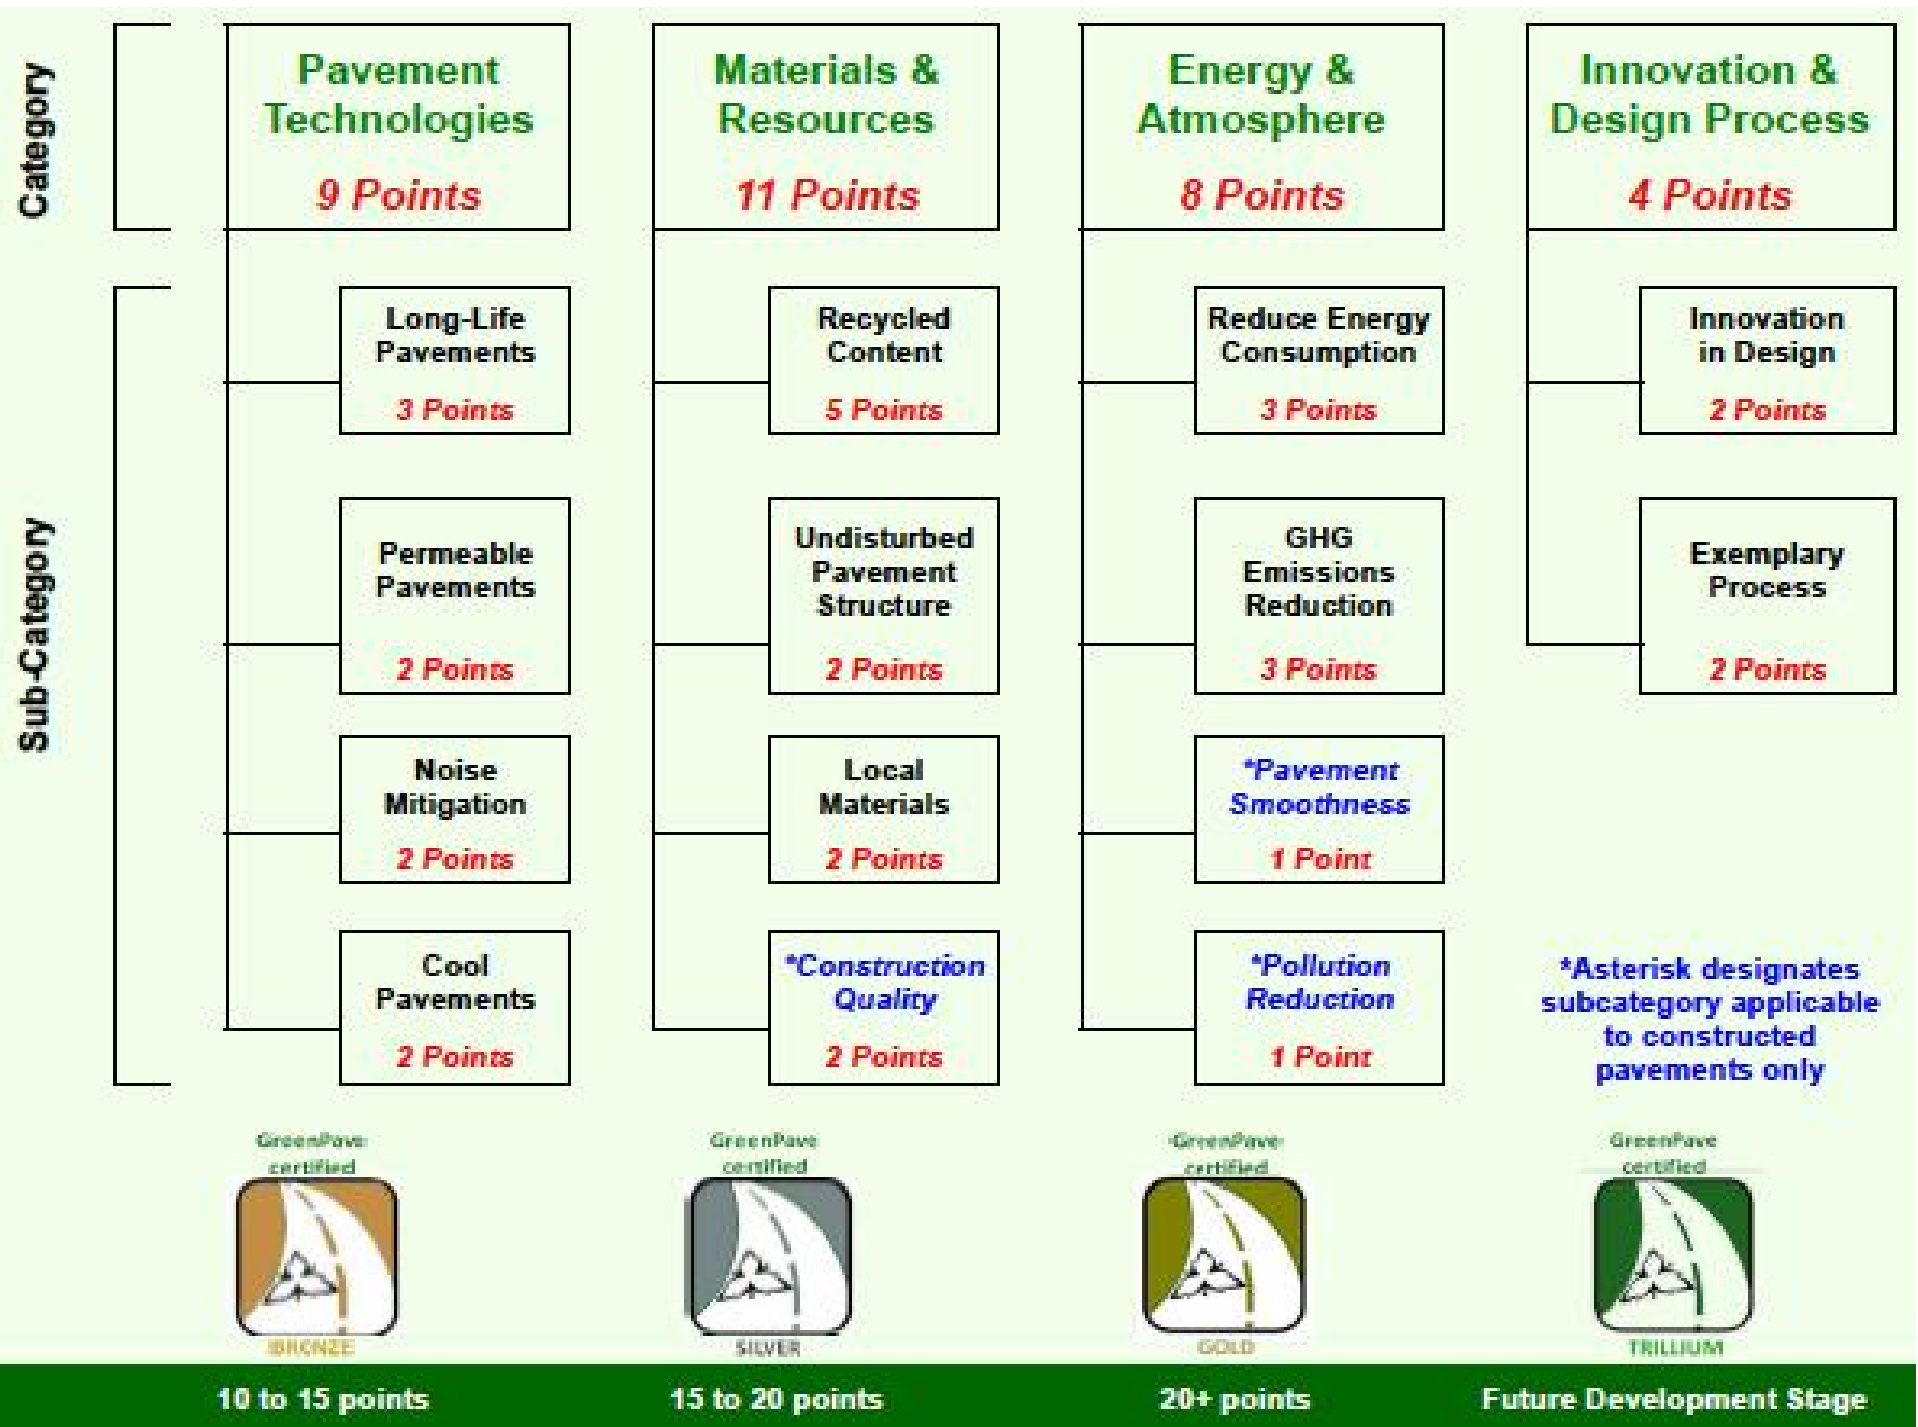 Category
Pavement
Technologies
9 Points
Materials &
Resources
11 Points
Energy &
Atmosphere
8 Points
Innovation &
Design Process
4 Points
Sub-Category
Long-Life
Pavements
3 Points
Recycled
Content
5 Points
Reduce Energy
Consumption
3 Points
Innovation
in Design
2 Points
Permeable
Pavements
2 Points
Undisturbed
Pavement
Structure
2 Points
GHG
Emissions
Reduction
3 Points
Exemplary
Process
2 Points
Noise
Mitigation
2 Points
Local
Materials
2 Points
*Pavement
Smoothness
1 Point
Cool
Pavements
2 Points
*Construction
Quality
2 Points
*Pollution
Reduction
1 Point
*Asterisk designates
subcategory applicable
to constructed
pavements only
GreenPave
certified
BRONZE
GreenPave
certified
SILVER
GreenPave
certified
GOLD
GreenPave
certified
TRILLIUM
10 to 15 points
15 to 20 points
20+ points
Future Development Stage